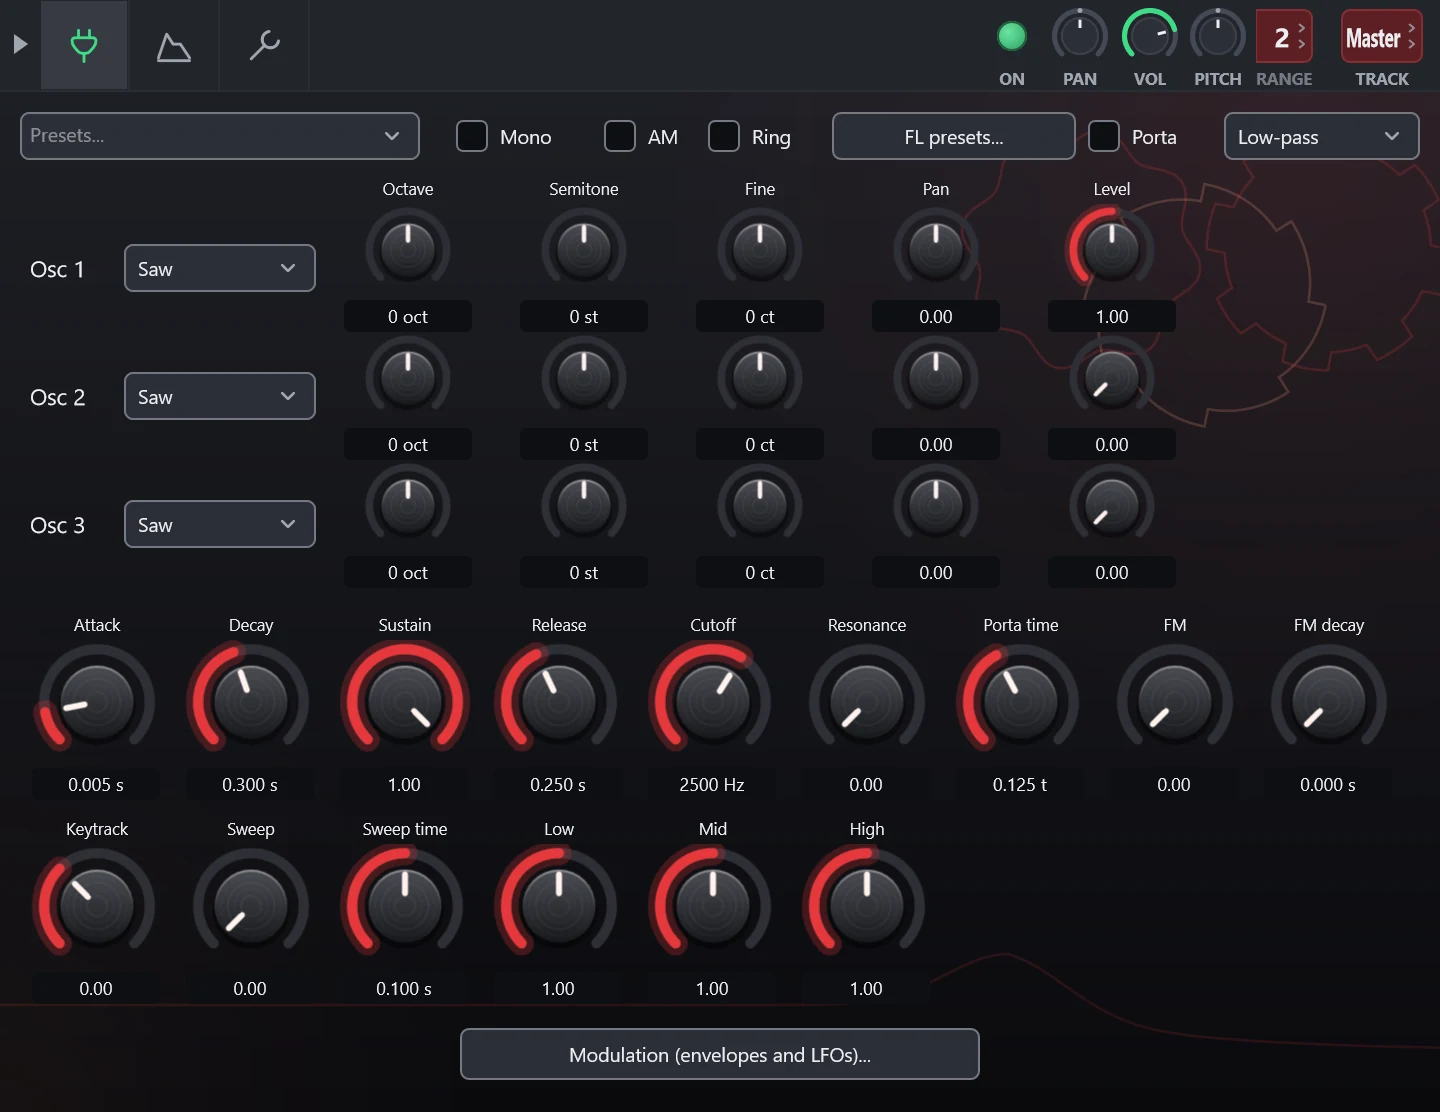 ON PAN VOL PITCH 2 RANGE Master TRACK
Presets... Mono AM Ring FL presets... Porta Low-pass
Octave Semitone Fine Pan Level
Osc 1 Saw
0 oct 0 st 0 ct 0.00 1.00
Osc 2 Saw
0 oct 0 st 0 ct 0.00 0.00
Osc 3 Saw
0 oct 0 st 0 ct 0.00 0.00
Attack Decay Sustain Release Cutoff Resonance Porta time FM FM decay
0.005 s 0.300 s 1.00 0.250 s 2500 Hz 0.00 0.125 t 0.00 0.000 s
Keytrack Sweep Sweep time Low Mid High
0.00 0.00 0.100 s 1.00 1.00 1.00
Modulation (envelopes and LFOs)...